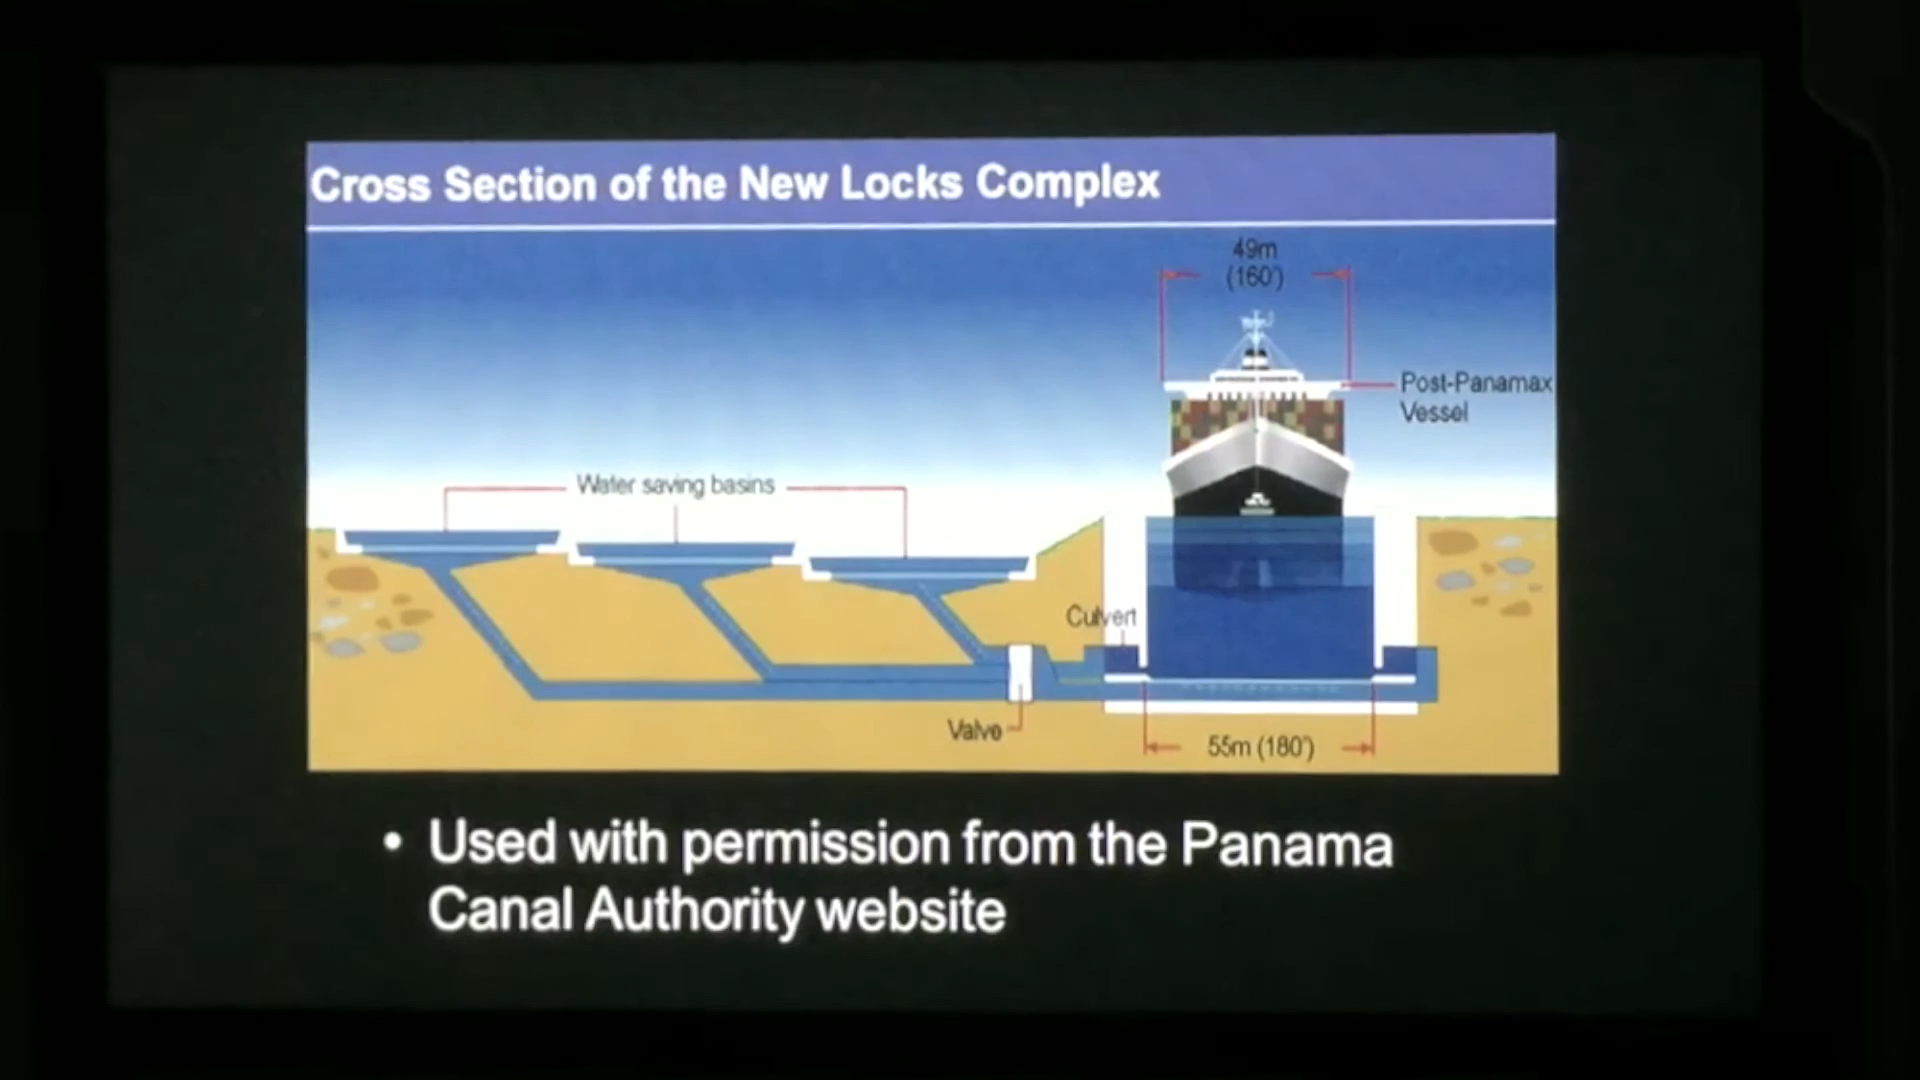 Cross Section of the New Locks Complex
49m
(160')
Post-Panamax
Vessel
Water saving basins
Culvert
Valve
55m (180')
• Used with permission from the Panama
Canal Authority website